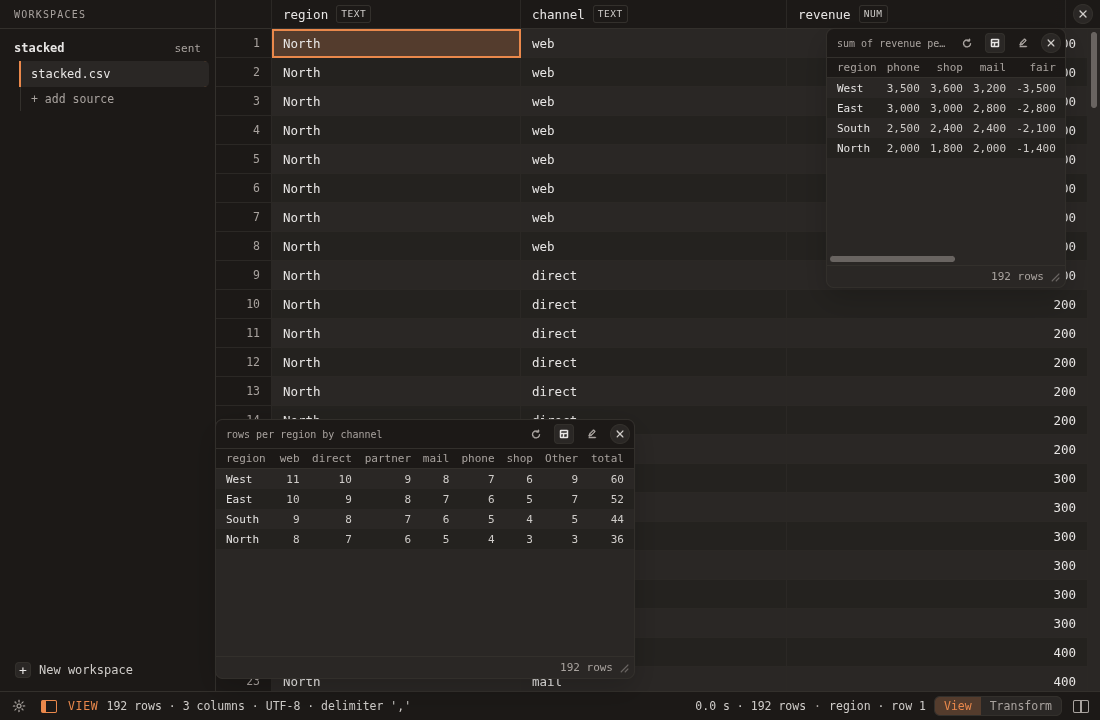 WORKSPACES
stacked sent
stacked.csv
+ add source
+ New workspace
region TEXT channel TEXT revenue NUM
1 North web
2 North web
3 North web
4 North web
5 North web
6 North web
7 North web
8 North web
9 North direct
10 North direct 200
11 North direct 200
12 North direct 200
13 North direct 200
200
200
300
300
300
300
300
300
400
23 North mail 400
sum of revenue pe…
region phone shop mail fair
West 3,500 3,600 3,200 -3,500
East 3,000 3,000 2,800 -2,800
South 2,500 2,400 2,400 -2,100
North 2,000 1,800 2,000 -1,400
192 rows
rows per region by channel
region web direct partner mail phone shop Other total
West 11 10 9 8 7 6 9 60
East 10 9 8 7 6 5 7 52
South 9 8 7 6 5 4 5 44
North 8 7 6 5 4 3 3 36
192 rows
VIEW 192 rows · 3 columns · UTF-8 · delimiter ','
0.0 s · 192 rows · region · row 1 View Transform